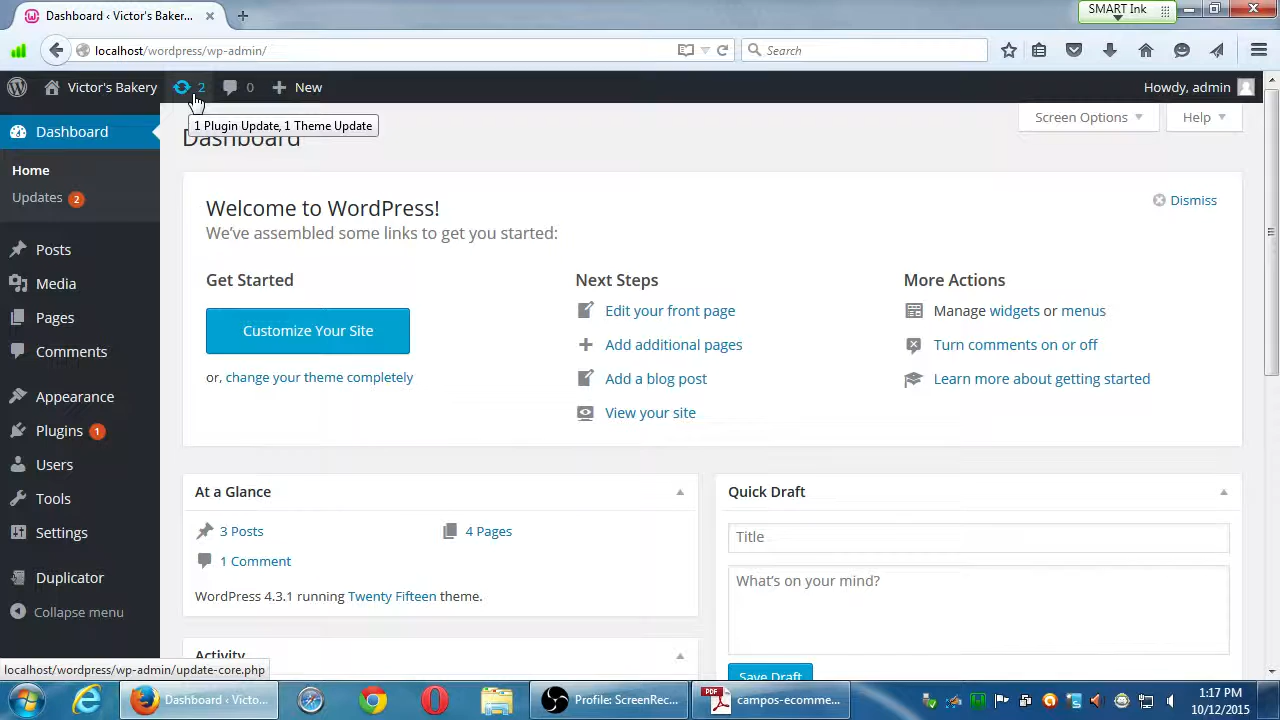 Dashboard ‹ Victor's Bakery...
SMART Ink
localhost/wordpress/wp-admin/
Search
Victor's Bakery
2
0
New
Howdy, admin
1 Plugin Update, 1 Theme Update
Dashboard
Home
Updates 2
Posts
Media
Pages
Comments
Appearance
Plugins 1
Users
Tools
Settings
Duplicator
Collapse menu
Dashboard
Screen Options
Help
Welcome to WordPress!
We've assembled some links to get you started:
Dismiss
Get Started
Customize Your Site
or, change your theme completely
Next Steps
Edit your front page
Add additional pages
Add a blog post
View your site
More Actions
Manage widgets or menus
Turn comments on or off
Learn more about getting started
At a Glance
3 Posts
4 Pages
1 Comment
WordPress 4.3.1 running Twenty Fifteen theme.
Activity
Quick Draft
Title
What's on your mind?
Save Draft
localhost/wordpress/wp-admin/update-core.php
Dashboard ‹ Victo...
Profile: ScreenRec...
PDF
campos-ecomme...
1:17 PM
10/12/2015